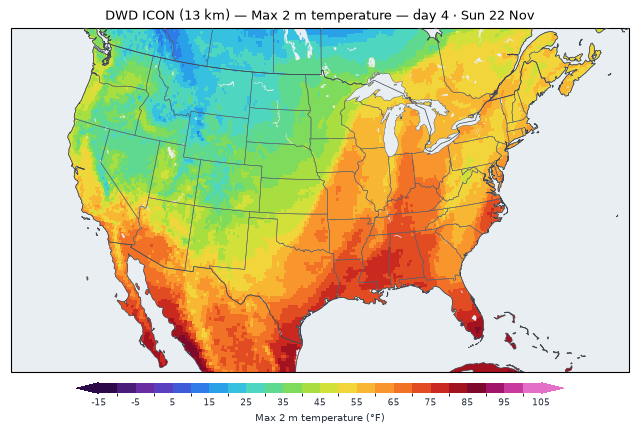 DWD ICON (13 km) — Max 2 m temperature — day 4 · Sun 22 Nov
-15 -5 5 15 25 35 45 55 65 75 85 95 105
Max 2 m temperature (°F)